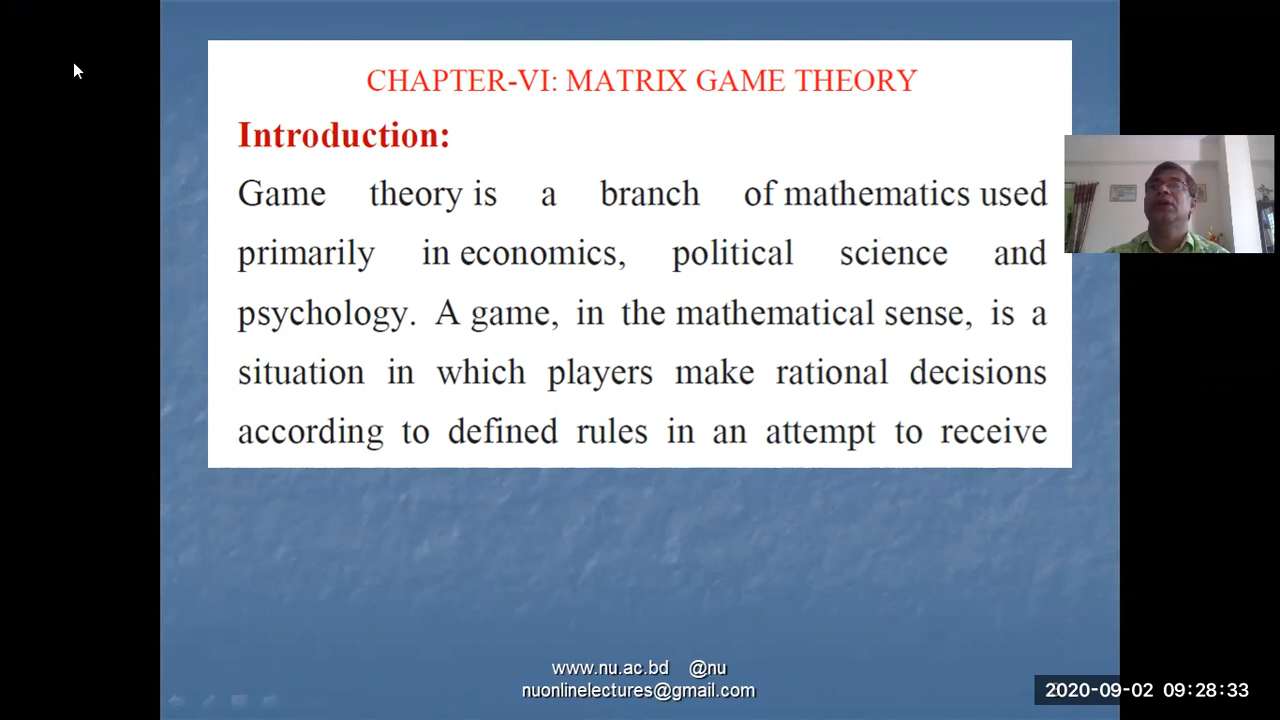 CHAPTER-VI: MATRIX GAME THEORY
Introduction:
Game theory is a branch of mathematics used
primarily in economics, political science and
psychology. A game, in the mathematical sense, is a
situation in which players make rational decisions
according to defined rules in an attempt to receive
www.nu.ac.bd @nu
nuonlinelectures@gmail.com
2020-09-02 09:28:33